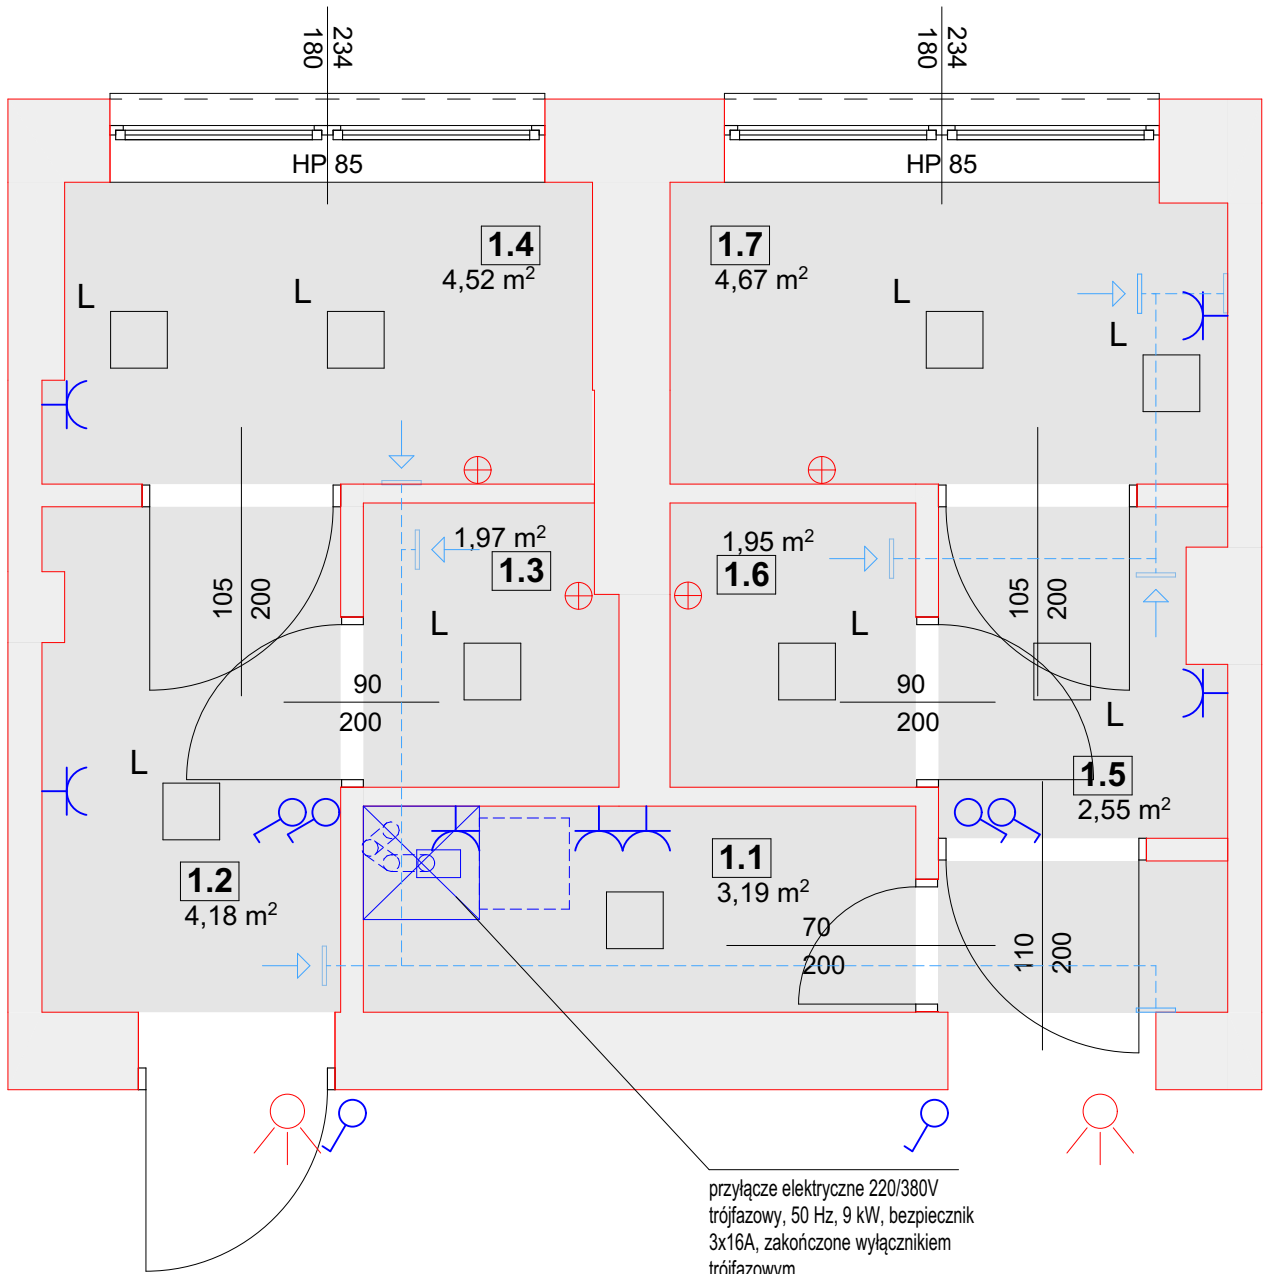 180 234
180 234
HP 85
HP 85
1.4
4,52 m²
1.7
4,67 m²
L
L
L
L
1,97 m²
1.3
1,95 m²
1.6
105 200
105 200
L
L
90
200
90
200
L
L
1.5
2,55 m²
1.2
4,18 m²
1.1
3,19 m²
70
200
110 200
przyłącze elektryczne 220/380V
trójfazowy, 50 Hz, 9 kW, bezpiecznik
3x16A, zakończone wyłącznikiem
trójfazowym